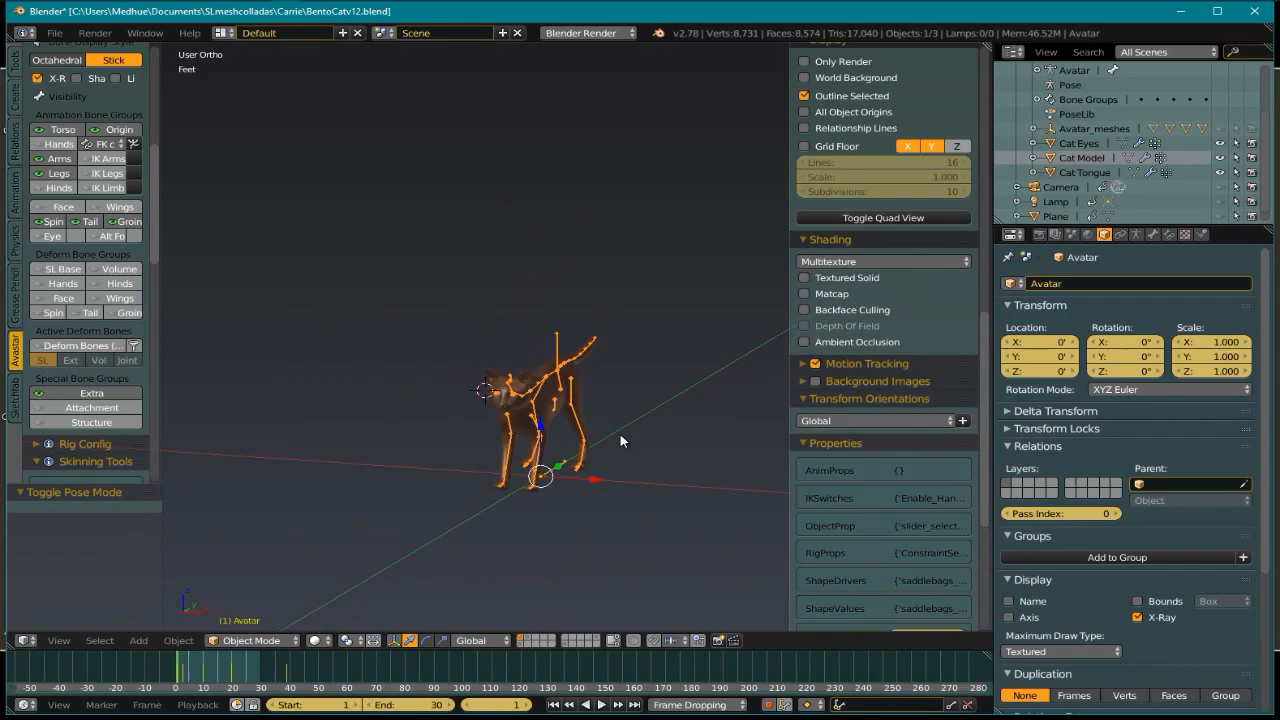 Blender* [C:\Users\Medhue\Documents\SLmeshcolladas\Carrie\BentoCatv12.blend]
File Render Window Help Default Scene Blender Render v2.78 | Verts:8,731 | Faces:8,574 | Tris:17,040 | Objects:1/3 | Lamps:0/0 | Mem:46.52M | Avatar
View Search All Scenes
Tools
Create
Relations
Animation
Physics
Grease Pencil
Avastar
Sketchfab
Octahedral Stick
X-R Sha Li
Visibility
Animation Bone Groups
Torso Origin
Hands FK c
Arms IK Arms
Legs IK Legs
Hinds IK Limb
Face Wings
Spin Tail Groin
Eye Alt Fo
Deform Bone Groups
SL Base Volume
Hands Hinds
Face Wings
Spin Tail Groin
Active Deform Bones
Deform Bones (...
SL Ext Vol Joint
Special Bone Groups
Extra
Attachment
Structure
Rig Config
Skinning Tools
Toggle Pose Mode
User Ortho
Feet
(1) Avatar
Only Render
World Background
Outline Selected
All Object Origins
Relationship Lines
Grid Floor X Y Z
Lines: 16
Scale: 1.000
Subdivisions: 10
Toggle Quad View
Shading
Multitexture
Textured Solid
Matcap
Backface Culling
Depth Of Field
Ambient Occlusion
Motion Tracking
Background Images
Transform Orientations
Global
Properties
AnimProps {}
IKSwitches {'Enable_Han...
ObjectProp {'slider_select...
RigProps {'ConstraintSe...
ShapeDrivers {'saddlebags_...
ShapeValues {'saddlebags_...
Avatar
Pose
Bone Groups
PoseLib
Avatar_meshes
Cat Eyes
Cat Model
Cat Tongue
Camera
Lamp
Plane
Avatar
Avatar
Transform
Location: Rotation: Scale:
X: 0' X: 0° X: 1.000
Y: 0' Y: 0° Y: 1.000
Z: 0' Z: 0° Z: 1.000
Rotation Mode: XYZ Euler
Delta Transform
Transform Locks
Relations
Layers: Parent:
Object
Pass Index: 0
Groups
Add to Group
Display
Name Bounds Box
Axis X-Ray
Maximum Draw Type:
Textured
Duplication
None Frames Verts Faces Group
View Select Add Object Object Mode Global
-50 -40 -30 -20 -10 0 10 20 30 40 50 60 70 80 90 100 110 120 130 140 150 160 170 180 190 200 210 220 230 240 250 260 270 280
View Marker Frame Playback Start: 1 End: 30 1 Frame Dropping